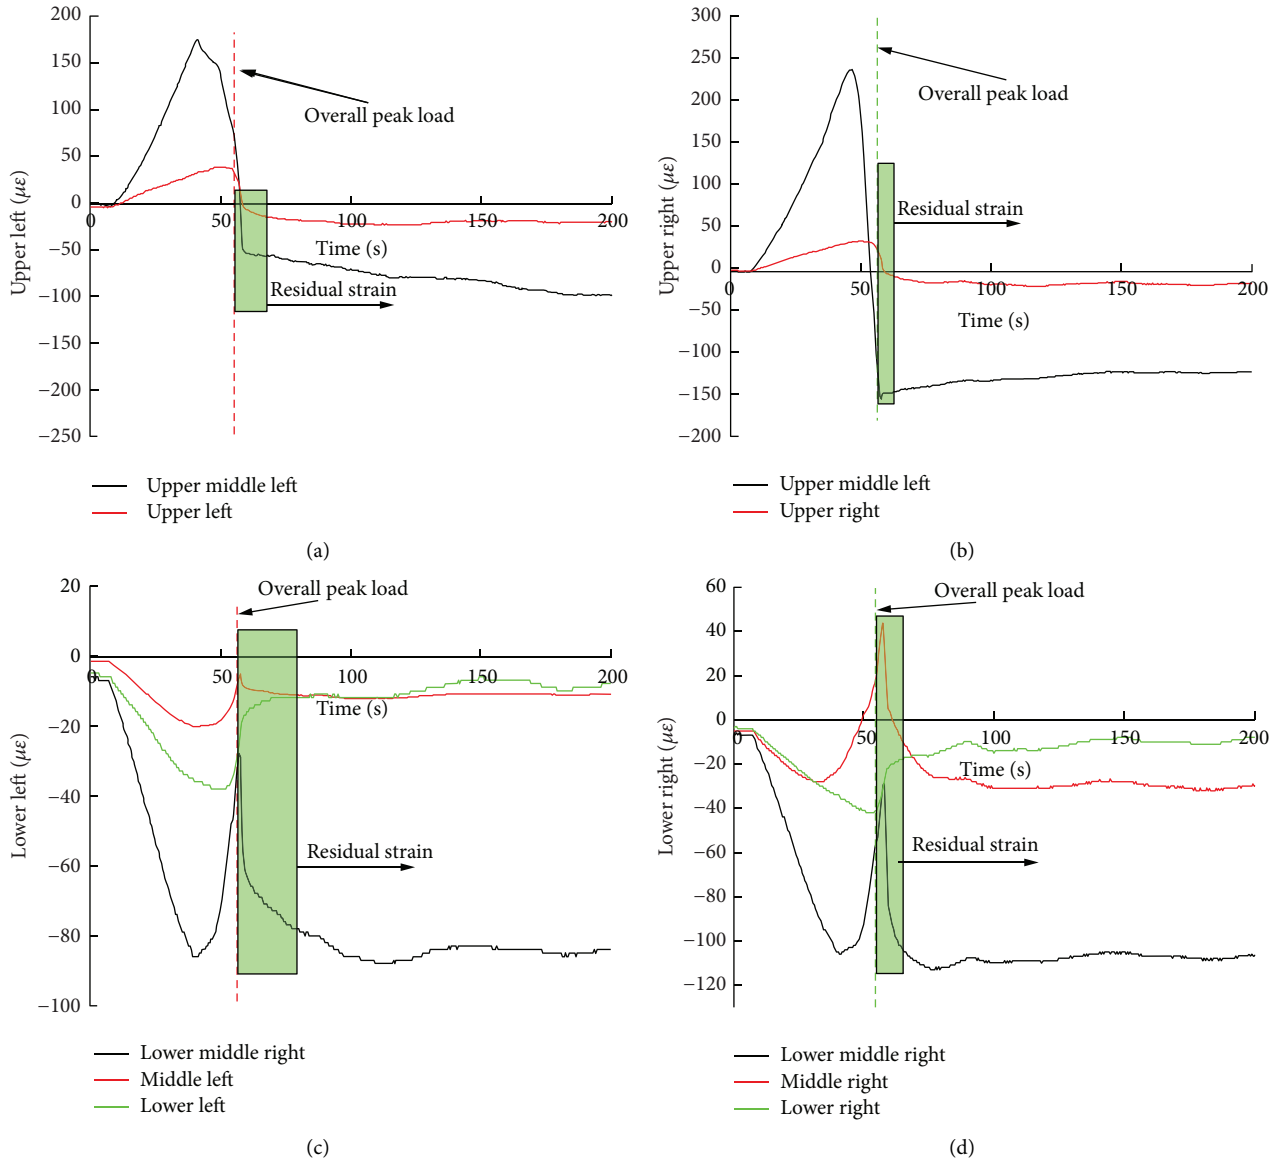 200
150
100
50
0
−50
−100
−150
−200
−250
Upper left (με)
0
50
100
150
200
Time (s)
Overall peak load
Residual strain
Upper middle left
Upper left
(a)
300
250
200
150
100
50
0
−50
−100
−150
−200
Upper right (με)
0
50
100
150
200
Time (s)
Overall peak load
Residual strain
Upper middle left
Upper right
(b)
20
0
−20
−40
−60
−80
−100
Lower left (με)
0
50
100
150
200
Time (s)
Overall peak load
Residual strain
Lower middle right
Middle left
Lower left
(c)
60
40
20
0
−20
−40
−60
−80
−100
−120
Lower right (με)
0
50
100
150
200
Time (s)
Overall peak load
Residual strain
Lower middle right
Middle right
Lower right
(d)